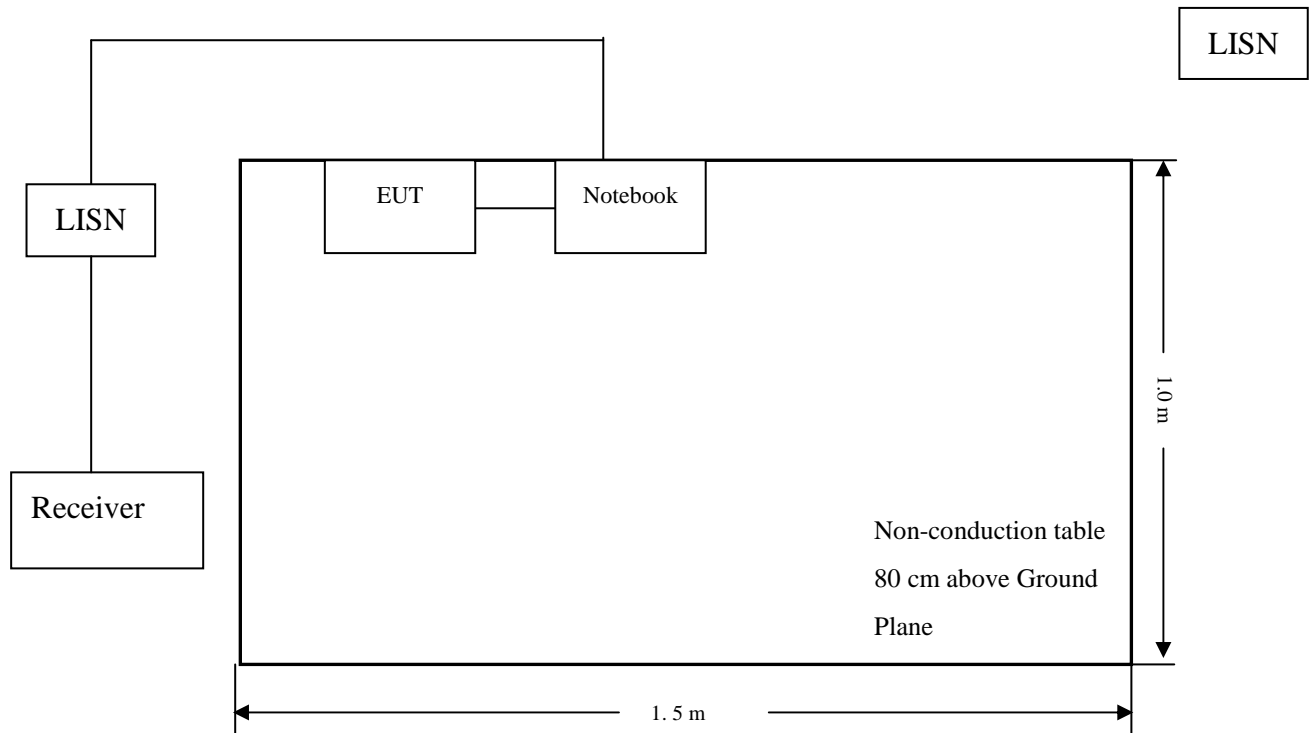 LISN
EUT
Notebook
LISN
1.0 m
Receiver
Non-conduction table
80 cm above Ground
Plane
1. 5 m